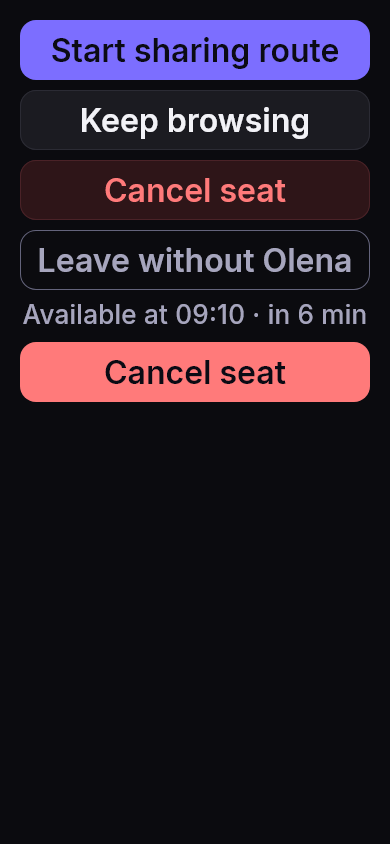 Start sharing route
Keep browsing
Cancel seat
Leave without Olena
Available at 09:10 · in 6 min
Cancel seat